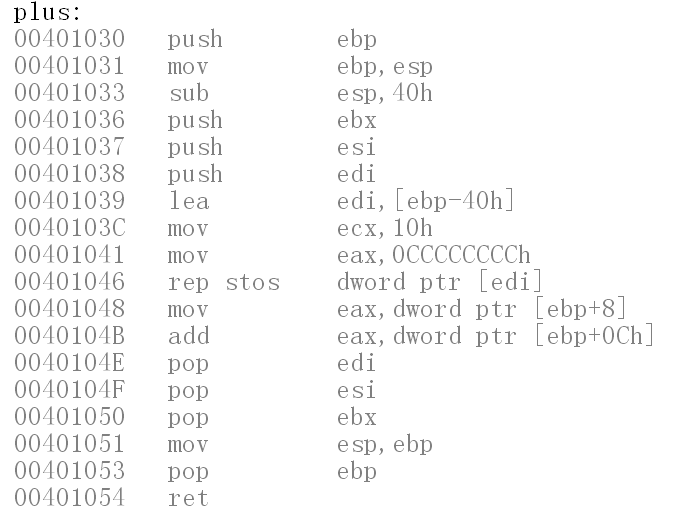 plus:
00401030 push ebp
00401031 mov ebp,esp
00401033 sub esp,40h
00401036 push ebx
00401037 push esi
00401038 push edi
00401039 lea edi,[ebp-40h]
0040103C mov ecx,10h
00401041 mov eax,0CCCCCCCCh
00401046 rep stos dword ptr [edi]
00401048 mov eax,dword ptr [ebp+8]
0040104B add eax,dword ptr [ebp+0Ch]
0040104E pop edi
0040104F pop esi
00401050 pop ebx
00401051 mov esp,ebp
00401053 pop ebp
00401054 ret